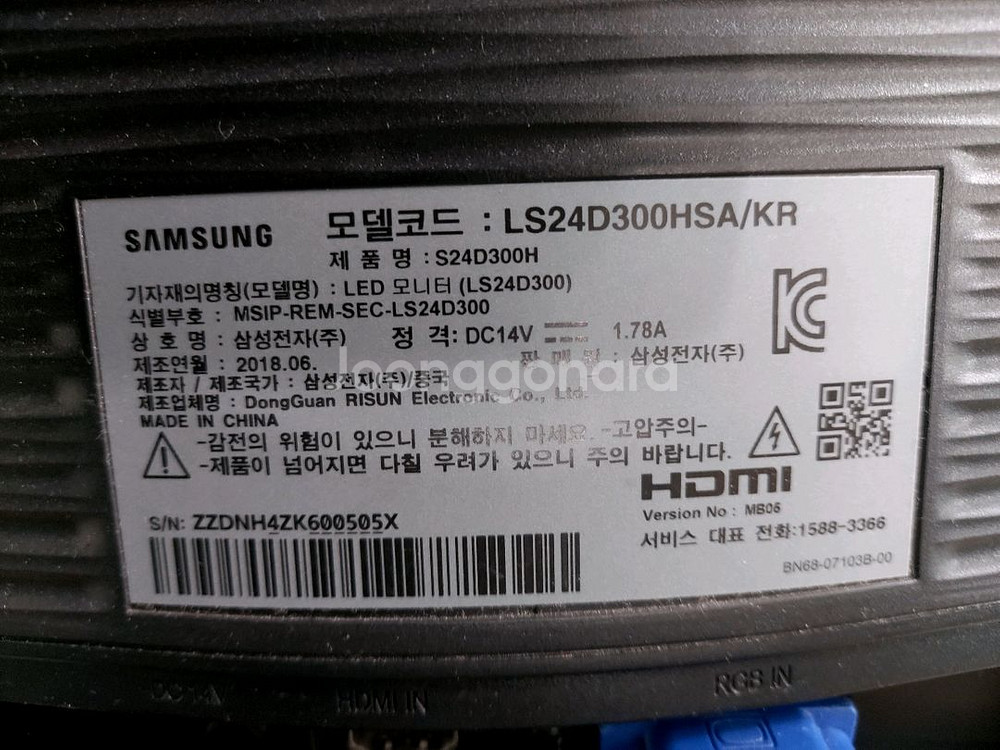 SAMSUNG
모델코드 : LS24D300HSA/KR
제 품 명 : S24D300H
기자재의명칭(모델명) : LED 모니터 (LS24D300)
식별부호 : MSIP-REM-SEC-LS24D300
상 호 명 : 삼성전자(주) 정 격: DC14V 1.78A
제조연월 : 2018.06. 판 매 원 : 삼성전자(주)
제조자 / 제조국가 : 삼성전자(주)/중국
제조업체명 : DongGuan RISUN Electronic Co., Ltd.
MADE IN CHINA
-감전의 위험이 있으니 분해하지 마세요. -고압주의-
-제품이 넘어지면 다칠 우려가 있으니 주의 바랍니다.
HDMI
Version No : MB06
S/N: ZZDNH4ZK600505X
서비스 대표 전화:1588-3366
BN68-07103B-00
joonggonara
DC14V
HDMI IN
RGB IN